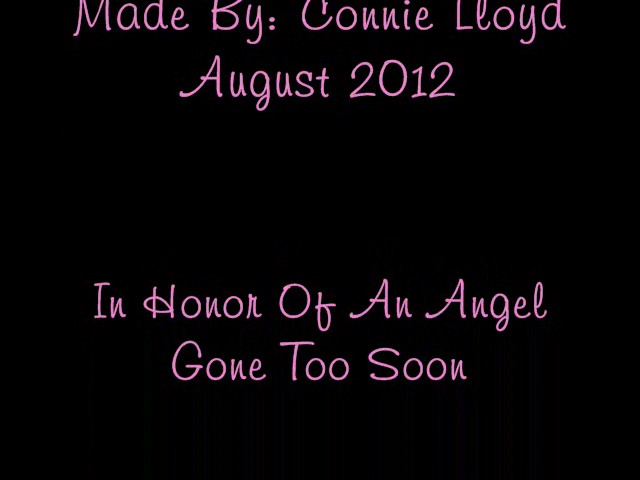 Made By: Connie Lloyd
August 2012
In Honor Of An Angel
Gone Too Soon